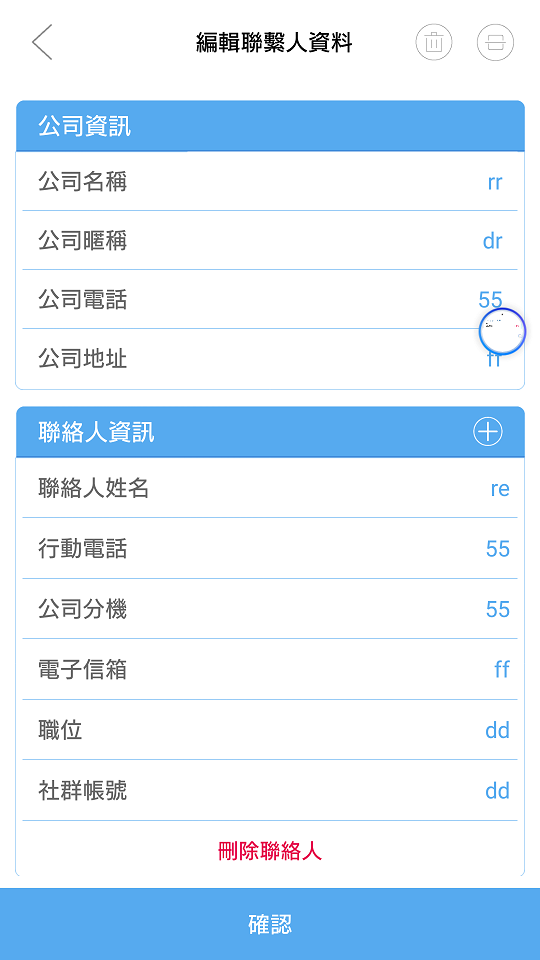 編輯聯繫人資料
公司資訊
公司名稱 rr
公司暱稱 dr
公司電話 55
公司地址 ff
聯絡人資訊
聯絡人姓名 re
行動電話 55
公司分機 55
電子信箱 ff
職位 dd
社群帳號 dd
刪除聯絡人
確認